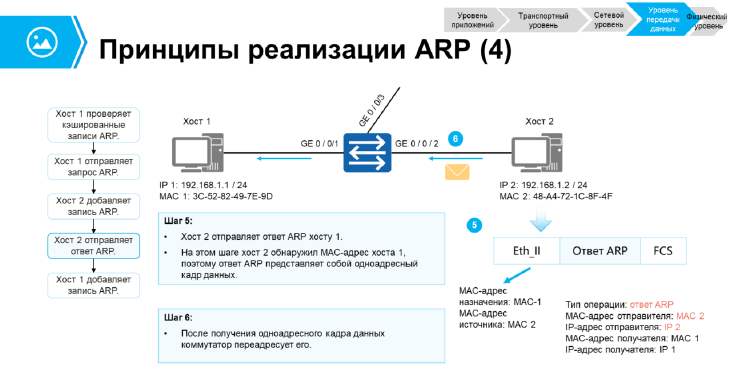 Уровень
приложений
Транспортный
уровень
Сетевой
уровень
Уровень
передачи
данных
Физический
уровень
Принципы реализации ARP (4)
Хост 1 проверяет
кэшированные
записи ARP.
Хост 1 отправляет
запрос ARP.
Хост 2 добавляет
запись ARP.
Хост 2 отправляет
ответ ARP.
Хост 1 добавляет
запись ARP.
Хост 1
GE 0 / 0/1
GE 0 / 0/3
GE 0 / 0 / 2
6
Хост 2
IP 1: 192.168.1.1 / 24
MAC 1: 3C-52-82-49-7E-9D
IP 2: 192.168.1.2 / 24
MAC 2: 48-A4-72-1C-8F-4F
Шаг 5:
• Хост 2 отправляет ответ ARP хосту 1.
• На этом шаге хост 2 обнаружил MAC-адрес хоста 1,
поэтому ответ ARP представляет собой одноадресный
кадр данных.
Шаг 6:
• После получения одноадресного кадра данных
коммутатор переадресует его.
5
Eth_II
Ответ ARP
FCS
MAC-адрес
назначения: MAC-1
MAC-адрес
источника: MAC 2
Тип операции: ответ ARP
MAC-адрес отправителя: MAC 2
IP-адрес отправителя: IP 2
MAC-адрес получателя: MAC 1
IP-адрес получателя: IP 1